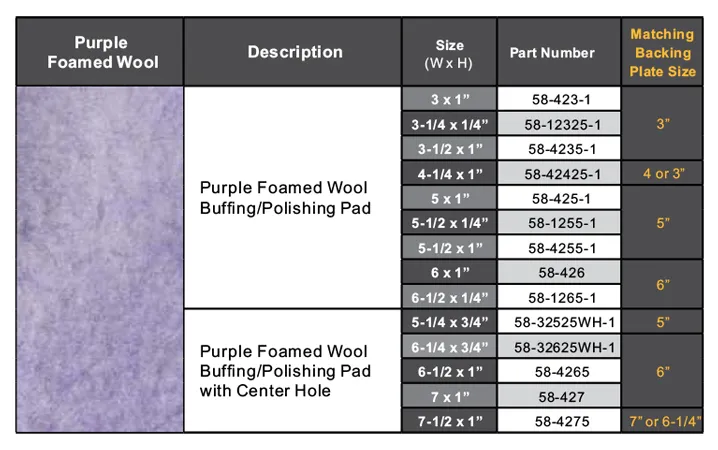 Purple
Foamed Wool
Description
Size
(W x H)
Part Number
Matching
Backing
Plate Size
Purple Foamed Wool
Buffing/Polishing Pad
3 x 1” 58-423-1
3-1/4 x 1/4” 58-12325-1 3”
3-1/2 x 1” 58-4235-1
4-1/4 x 1” 58-42425-1 4 or 3”
5 x 1” 58-425-1
5-1/2 x 1/4” 58-1255-1 5”
5-1/2 x 1” 58-4255-1
6 x 1” 58-426 6”
6-1/2 x 1/4” 58-1265-1
Purple Foamed Wool
Buffing/Polishing Pad
with Center Hole
5-1/4 x 3/4” 58-32525WH-1 5”
6-1/4 x 3/4” 58-32625WH-1
6-1/2 x 1” 58-4265 6”
7 x 1” 58-427
7-1/2 x 1” 58-4275 7” or 6-1/4”